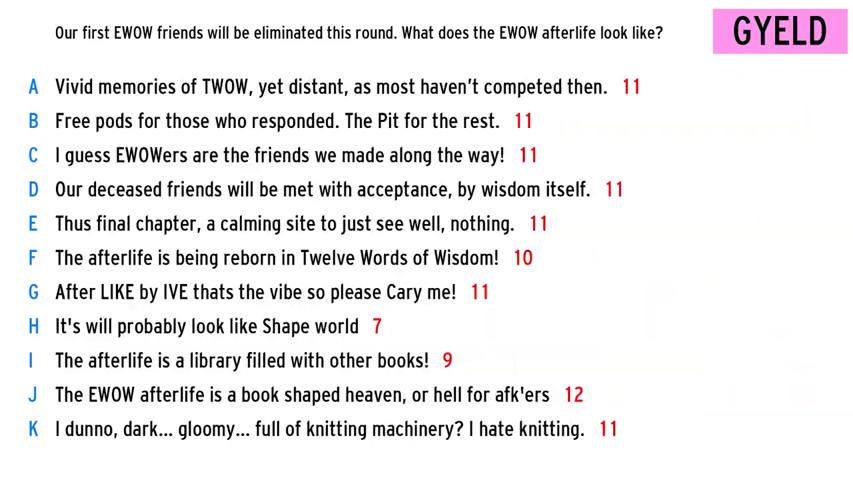 Our first EWOW friends will be eliminated this round. What does the EWOW afterlife look like?
GYELD
A Vivid memories of TWOW, yet distant, as most haven't competed then. 11
B Free pods for those who responded. The Pit for the rest. 11
C I guess EWOWers are the friends we made along the way! 11
D Our deceased friends will be met with acceptance, by wisdom itself. 11
E Thus final chapter, a calming site to just see well, nothing. 11
F The afterlife is being reborn in Twelve Words of Wisdom! 10
G After LIKE by IVE thats the vibe so please Cary me! 11
H It's will probably look like Shape world 7
I The afterlife is a library filled with other books! 9
J The EWOW afterlife is a book shaped heaven, or hell for afk'ers 12
K I dunno, dark... gloomy... full of knitting machinery? I hate knitting. 11